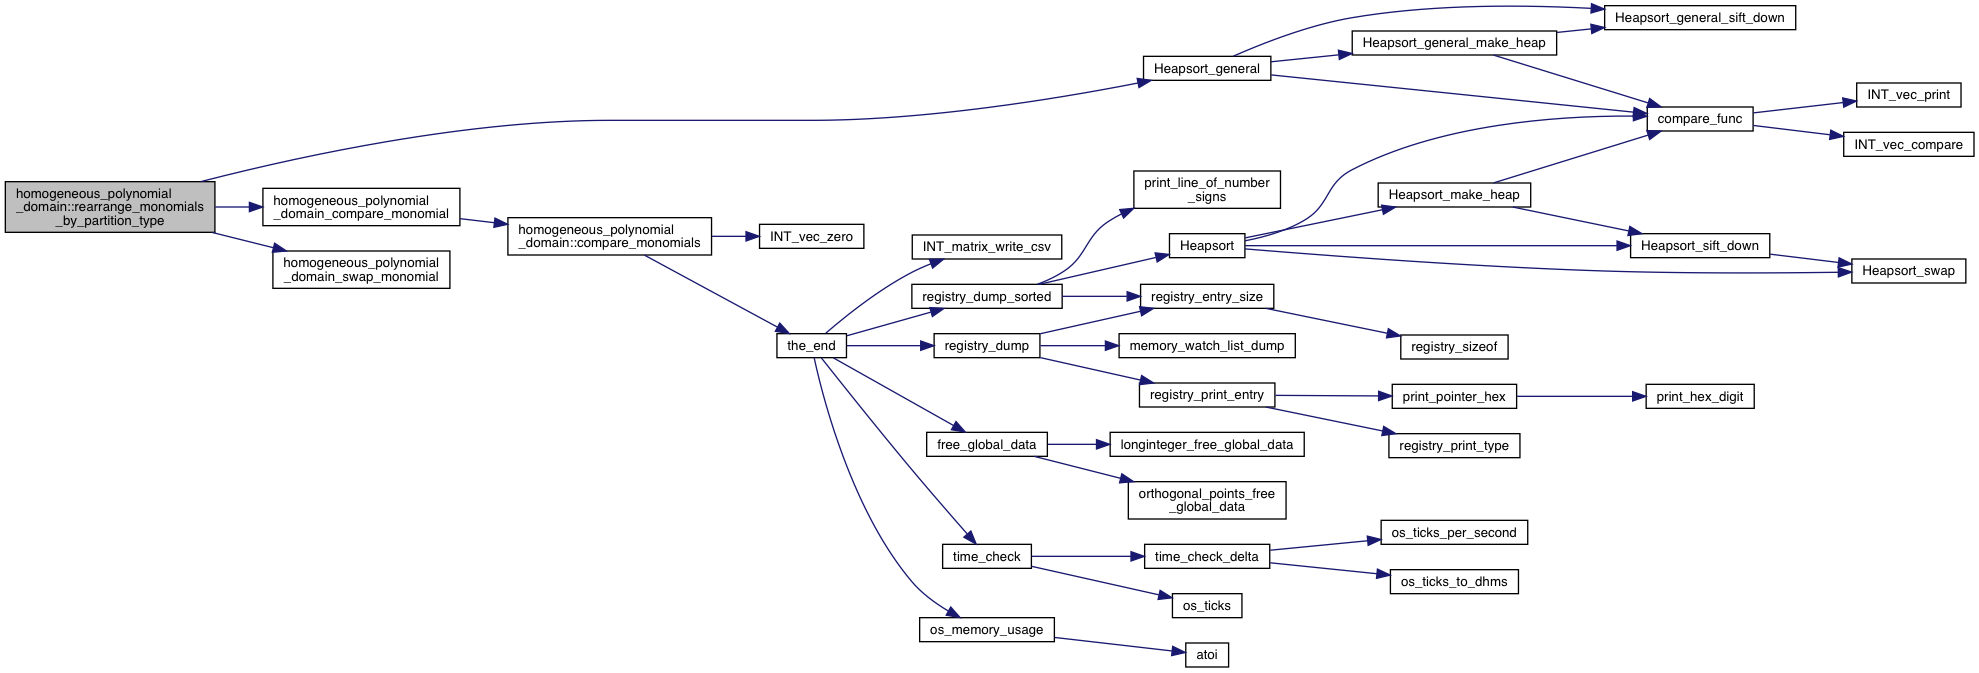 homogeneous_polynomial
_domain::rearrange_monomials
_by_partition_type
homogeneous_polynomial
_domain_compare_monomial
homogeneous_polynomial
_domain_swap_monomial
homogeneous_polynomial
_domain::compare_monomials
INT_vec_zero
the_end
INT_matrix_write_csv
registry_dump_sorted
registry_dump
free_global_data
time_check
os_memory_usage
Heapsort_general
print_line_of_number
_signs
Heapsort
registry_entry_size
memory_watch_list_dump
registry_print_entry
longinteger_free_global_data
orthogonal_points_free
_global_data
time_check_delta
os_ticks
atoi
Heapsort_general_make_heap
Heapsort_make_heap
registry_sizeof
print_pointer_hex
registry_print_type
os_ticks_per_second
os_ticks_to_dhms
Heapsort_general_sift_down
compare_func
Heapsort_sift_down
print_hex_digit
INT_vec_print
INT_vec_compare
Heapsort_swap